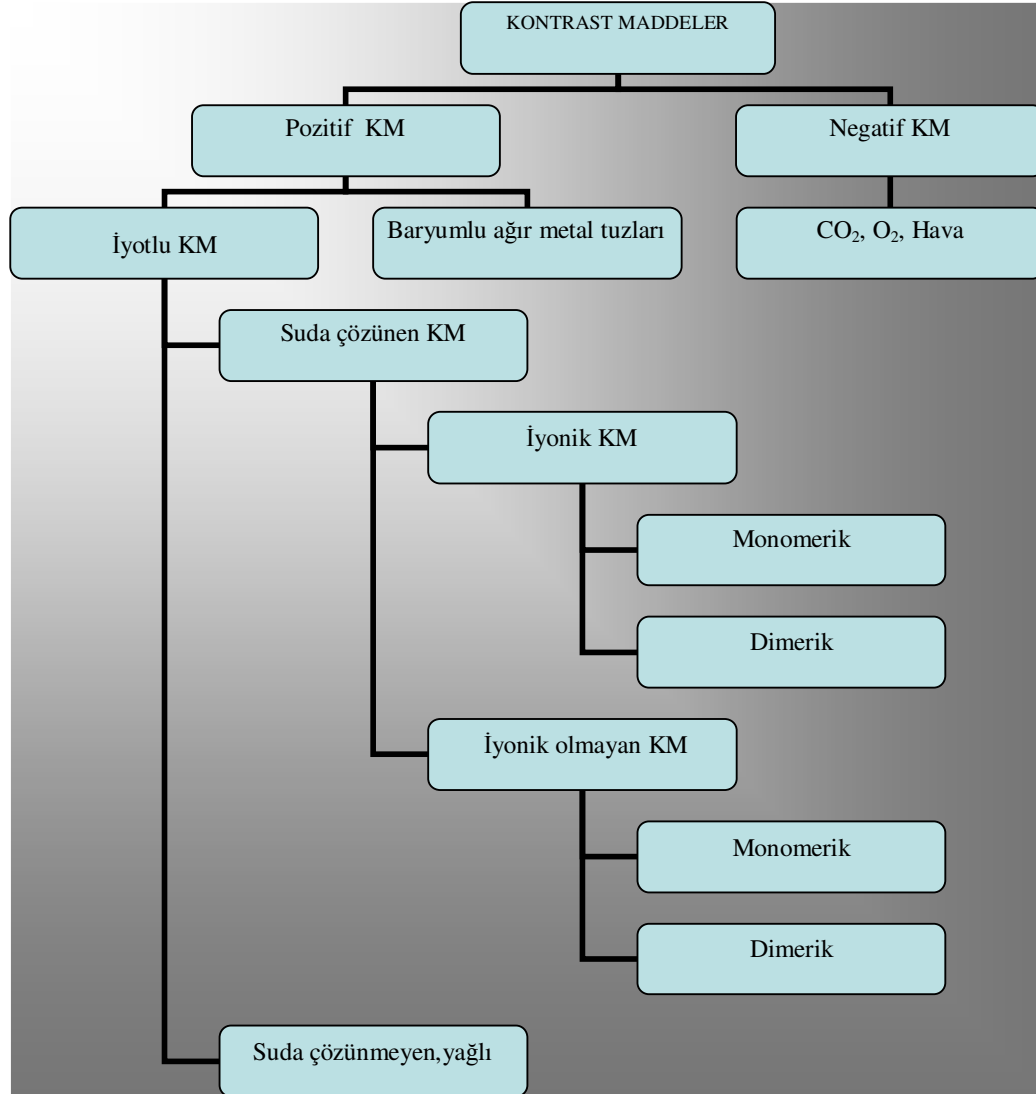 KONTRAST MADDELER
Pozitif KM
Negatif KM
İyotlu KM
Baryumlu ağır metal tuzları
CO₂, O₂, Hava
Suda çözünen KM
İyonik KM
Monomerik
Dimerik
İyonik olmayan KM
Monomerik
Dimerik
Suda çözünmeyen,yağlı